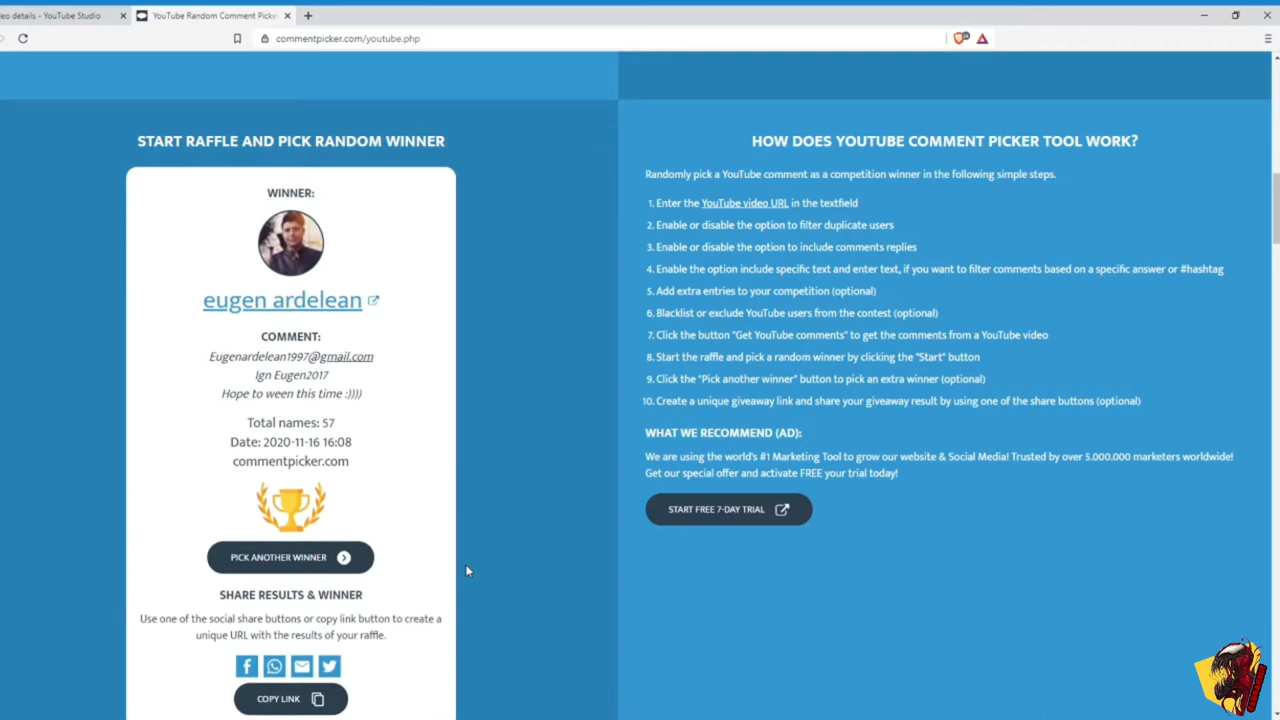 eo details - YouTube Studio
YouTube Random Comment Picke
commentpicker.com/youtube.php
START RAFFLE AND PICK RANDOM WINNER
WINNER:
eugen ardelean
COMMENT:
Eugenardelean1997@gmail.com
Ign Eugen2017
Hope to ween this time :))))
Total names: 57
Date: 2020-11-16 16:08
commentpicker.com
PICK ANOTHER WINNER
SHARE RESULTS & WINNER
Use one of the social share buttons or copy link button to create a
unique URL with the results of your raffle.
COPY LINK
HOW DOES YOUTUBE COMMENT PICKER TOOL WORK?
Randomly pick a YouTube comment as a competition winner in the following simple steps.
1. Enter the YouTube video URL in the textfield
2. Enable or disable the option to filter duplicate users
3. Enable or disable the option to include comments replies
4. Enable the option include specific text and enter text, if you want to filter comments based on a specific answer or #hashtag
5. Add extra entries to your competition (optional)
6. Blacklist or exclude YouTube users from the contest (optional)
7. Click the button "Get YouTube comments" to get the comments from a YouTube video
8. Start the raffle and pick a random winner by clicking the "Start" button
9. Click the "Pick another winner" button to pick an extra winner (optional)
10. Create a unique giveaway link and share your giveaway result by using one of the share buttons (optional)
WHAT WE RECOMMEND (AD):
We are using the world's #1 Marketing Tool to grow our website & Social Media! Trusted by over 5.000.000 marketers worldwide!
Get our special offer and activate FREE your trial today!
START FREE 7-DAY TRIAL